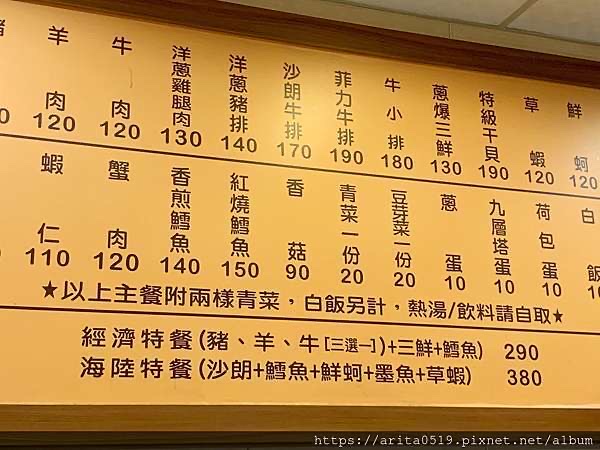 羊肉 120
牛肉 120
洋蔥雞腿肉 130
洋蔥豬排 140
沙朗牛排 170
菲力牛排 190
牛小排 180
蔥爆三鮮 130
特級干貝 190
草蝦 120
鮮蚵 120
蝦仁 110
蟹肉 120
香煎鱈魚 140
紅燒鱈魚 150
香菇 90
青菜一份 20
豆芽菜一份 20
蔥蛋 10
九層塔蛋 10
荷包蛋 10
白飯
★以上主餐附兩樣青菜，白飯另計，熱湯/飲料請自取★
經濟特餐(豬、羊、牛[三選一])+三鮮+鱈魚) 290
海陸特餐(沙朗+鱈魚+鮮蚵+墨魚+草蝦) 380
https://arita0519.pixnet.net/album